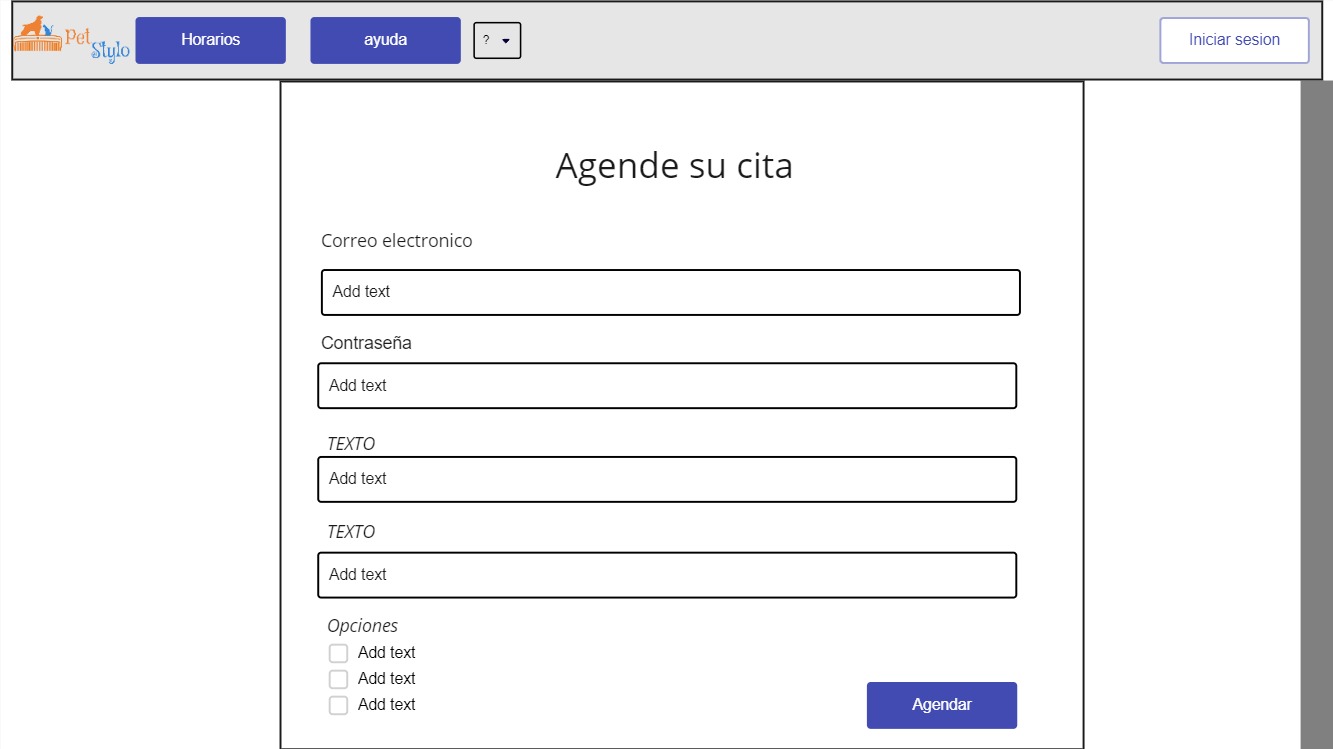 pet Stylo Horarios ayuda ? Iniciar sesion
Agende su cita
Correo electronico
Add text
Contraseña
Add text
TEXTO
Add text
TEXTO
Add text
Opciones
Add text
Add text
Add text
Agendar